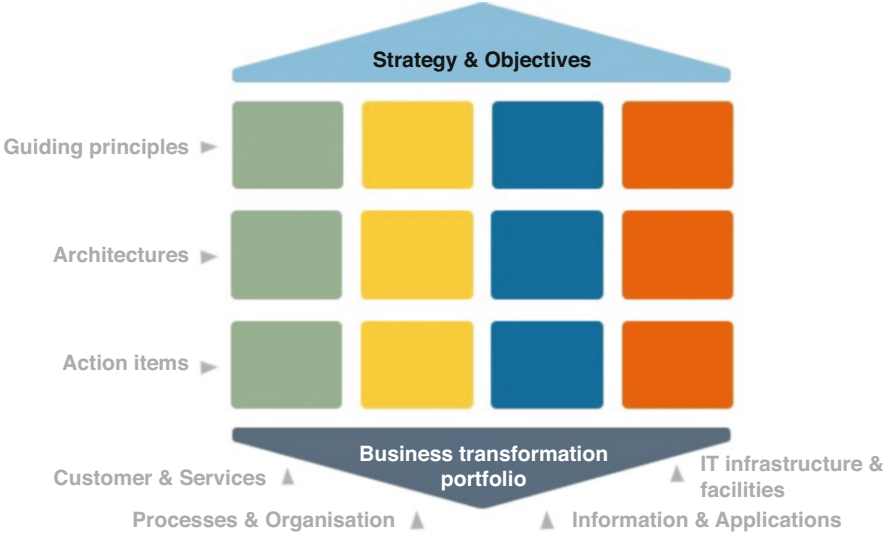 Strategy & Objectives
Guiding principles
Architectures
Action items
Business transformation
portfolio
Customer & Services
IT infrastructure &
facilities
Processes & Organisation
Information & Applications